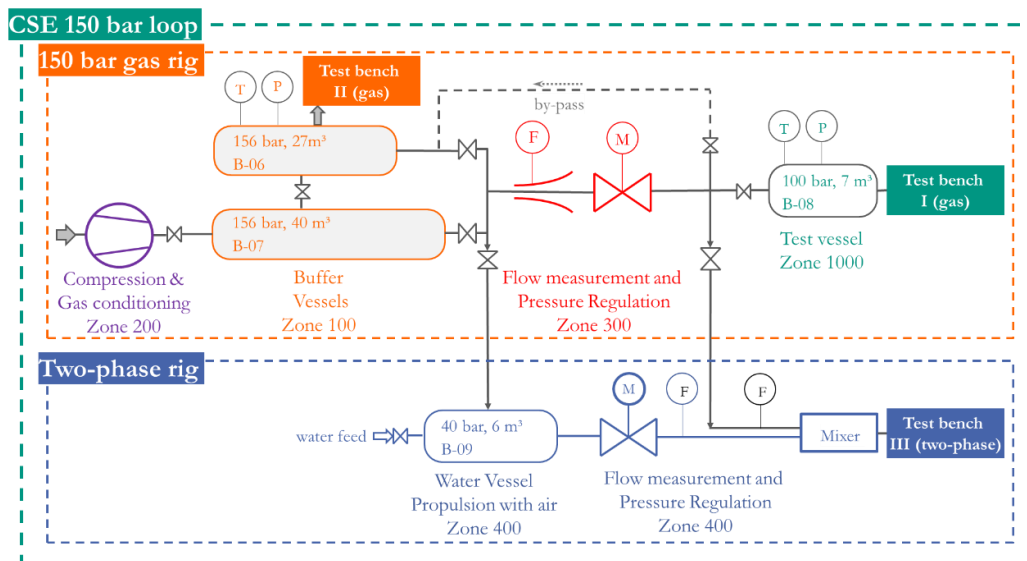 CSE 150 bar loop
150 bar gas rig
Test bench
II (gas)
T
P
by-pass
F
M
T
P
156 bar, 27m³
B-06
100 bar, 7 m³
B-08
Test bench
I (gas)
156 bar, 40 m³
B-07
Test vessel
Zone 1000
Compression &
Gas conditioning
Zone 200
Buffer
Vessels
Zone 100
Flow measurement and
Pressure Regulation
Zone 300
Two-phase rig
M
F
F
water feed
40 bar, 6 m³
B-09
Mixer
Test bench
III (two-phase)
Water Vessel
Propulsion with air
Zone 400
Flow measurement and
Pressure Regulation
Zone 400